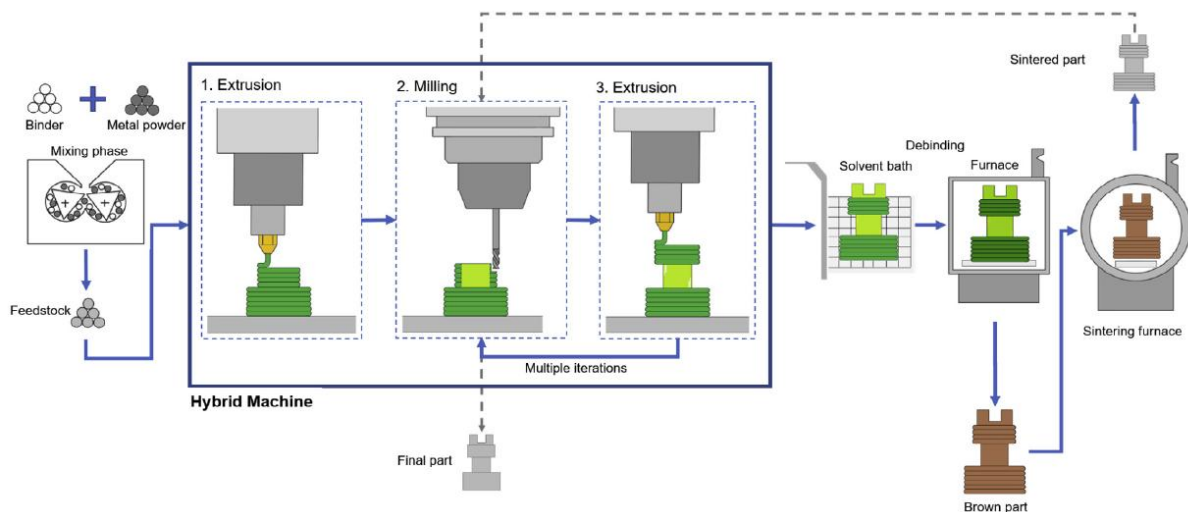 Binder
Metal powder
Mixing phase
Feedstock
1. Extrusion
2. Milling
3. Extrusion
Multiple iterations
Hybrid Machine
Final part
Debinding
Solvent bath
Furnace
Brown part
Sintered part
Sintering furnace